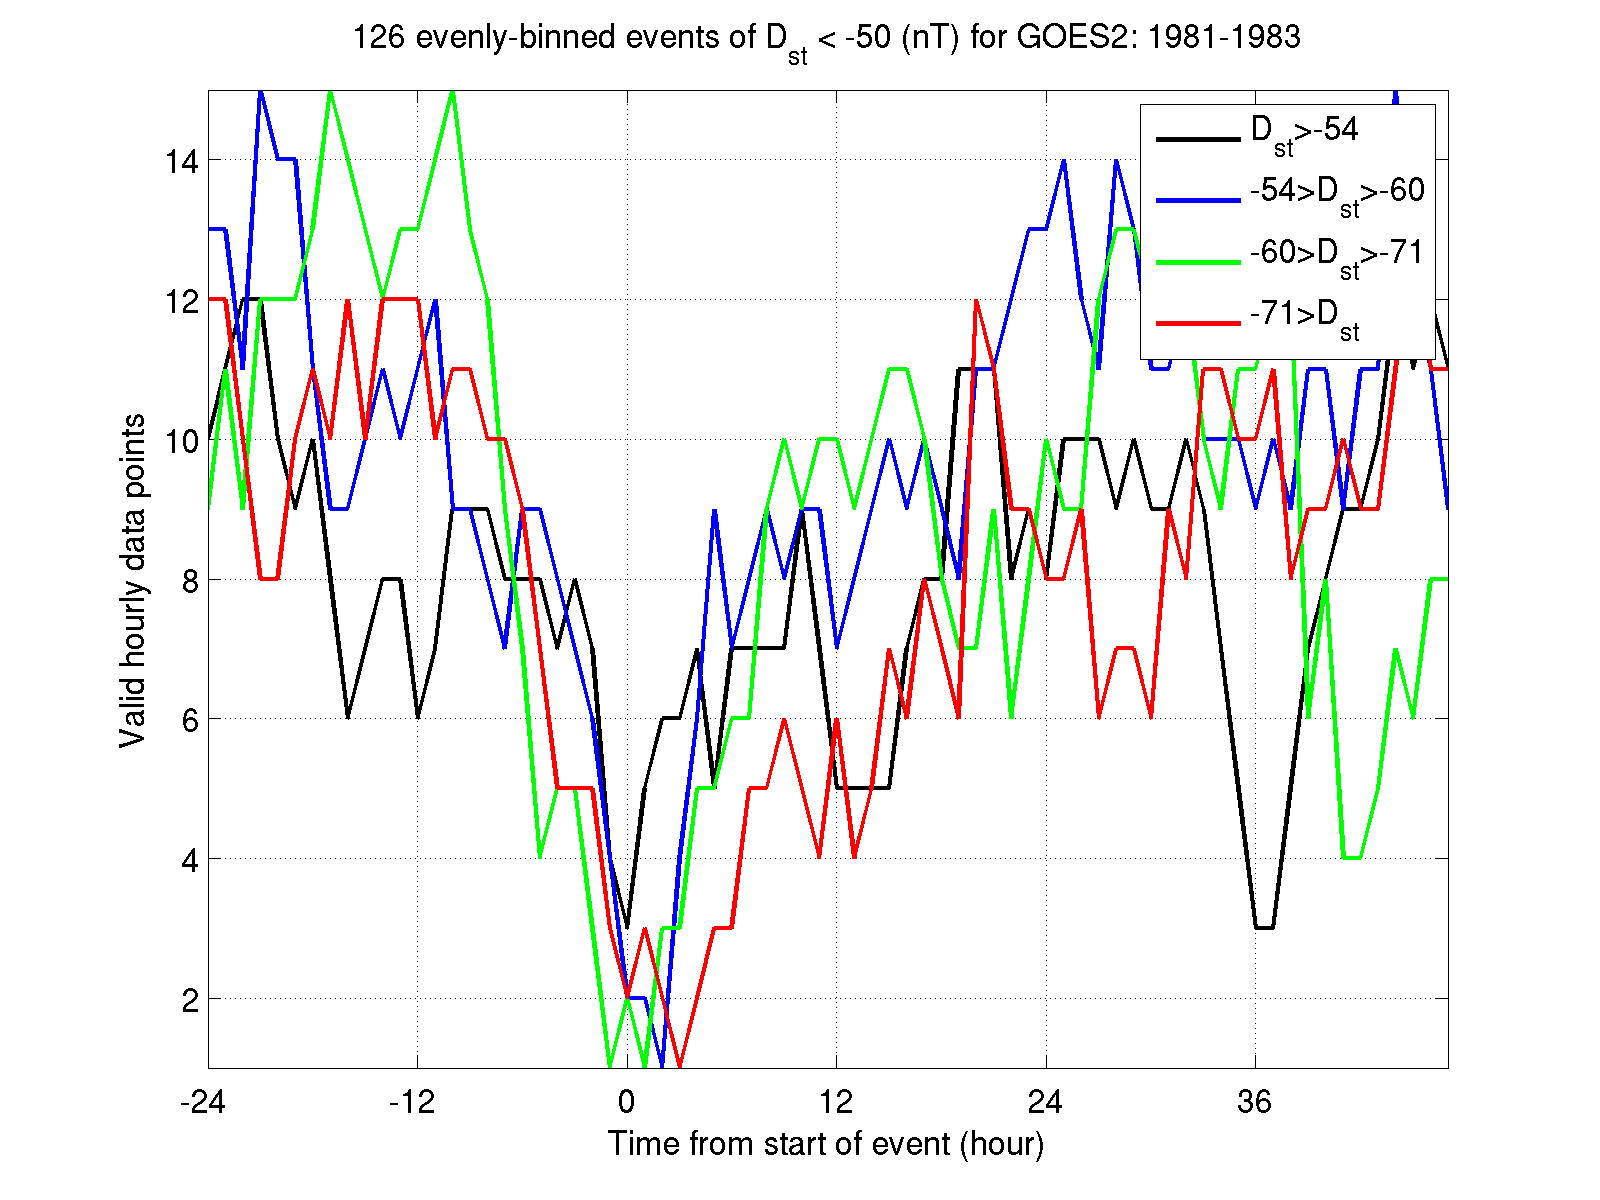 126 evenly-binned events of Dst < -50 (nT) for GOES2: 1981-1983
Dst>-54
-54>Dst>-60
-60>Dst>-71
-71>Dst
14
12
10
8
6
4
2
Valid hourly data points
-24
-12
0
12
24
36
Time from start of event (hour)